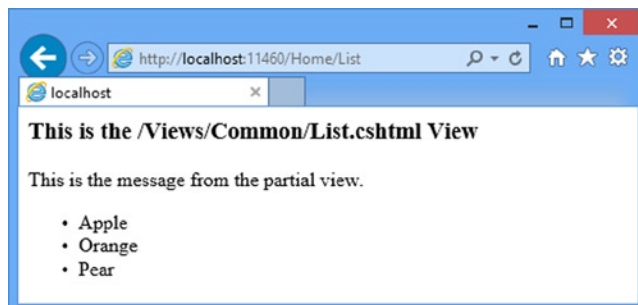 http://localhost:11460/Home/List
localhost
This is the /Views/Common/List.cshtml View
This is the message from the partial view.
• Apple
• Orange
• Pear